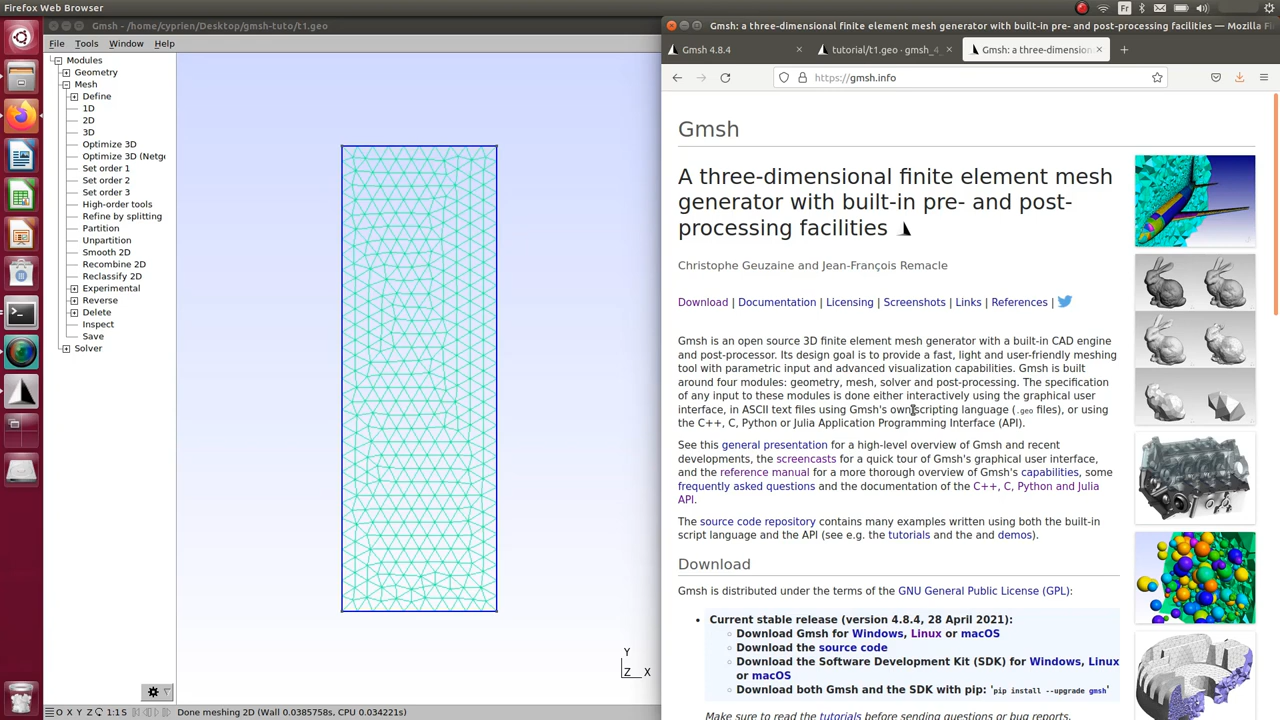 Firefox Web Browser
Fr
Gmsh - /home/cyprien/Desktop/gmsh-tuto/t1.geo
File Tools Window Help
Modules
Geometry
Mesh
Define
1D
2D
3D
Optimize 3D
Optimize 3D (Netge
Set order 1
Set order 2
Set order 3
High-order tools
Refine by splitting
Partition
Unpartition
Smooth 2D
Recombine 2D
Reclassify 2D
Experimental
Reverse
Delete
Inspect
Save
Solver
Y
Z X
O X Y Z 1:1 S Done meshing 2D (Wall 0.0385758s, CPU 0.034221s)
Gmsh: a three-dimensional finite element mesh generator with built-in pre- and post-processing facilities — Mozilla Fi
Gmsh 4.8.4
tutorial/t1.geo · gmsh_4_
Gmsh: a three-dimension
https://gmsh.info
Gmsh
A three-dimensional finite element mesh
generator with built-in pre- and post-
processing facilities
Christophe Geuzaine and Jean-François Remacle
Download | Documentation | Licensing | Screenshots | Links | References |
Gmsh is an open source 3D finite element mesh generator with a built-in CAD engine
and post-processor. Its design goal is to provide a fast, light and user-friendly meshing
tool with parametric input and advanced visualization capabilities. Gmsh is built
around four modules: geometry, mesh, solver and post-processing. The specification
of any input to these modules is done either interactively using the graphical user
interface, in ASCII text files using Gmsh's own scripting language (.geo files), or using
the C++, C, Python or Julia Application Programming Interface (API).
See this general presentation for a high-level overview of Gmsh and recent
developments, the screencasts for a quick tour of Gmsh's graphical user interface,
and the reference manual for a more thorough overview of Gmsh's capabilities, some
frequently asked questions and the documentation of the C++, C, Python and Julia
API.
The source code repository contains many examples written using both the built-in
script language and the API (see e.g. the tutorials and the and demos).
Download
Gmsh is distributed under the terms of the GNU General Public License (GPL):
Current stable release (version 4.8.4, 28 April 2021):
Download Gmsh for Windows, Linux or macOS
Download the source code
Download the Software Development Kit (SDK) for Windows, Linux
or macOS
Download both Gmsh and the SDK with pip: 'pip install --upgrade gmsh'
Make sure to read the tutorials before sending questions or bug reports.